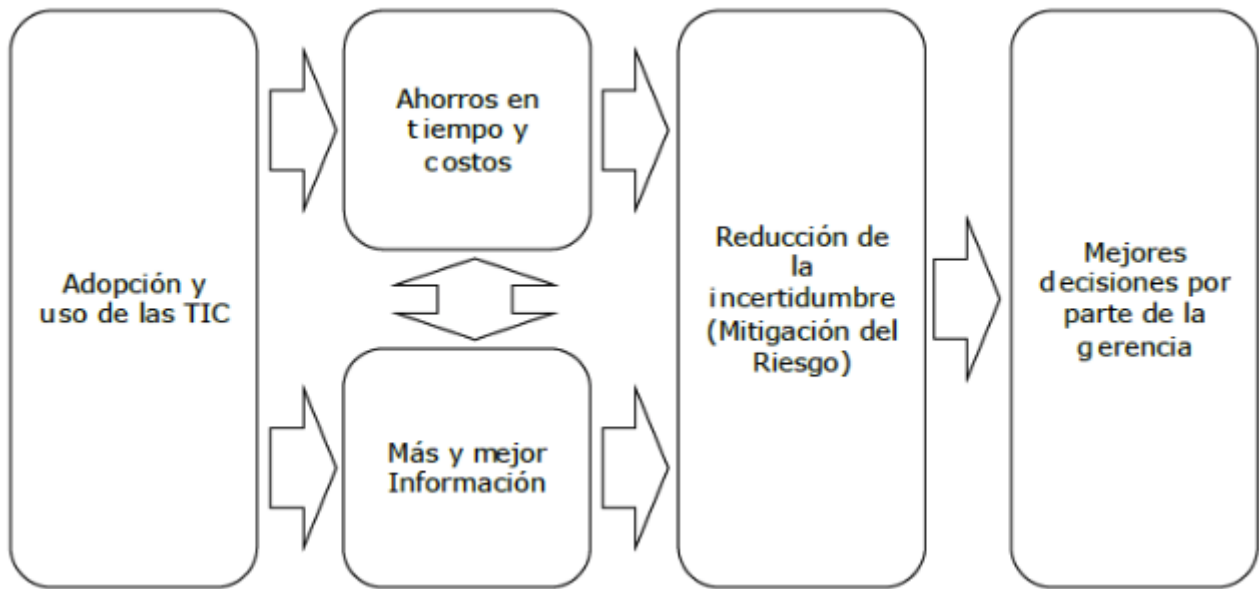 Adopción y
uso de las TIC
Ahorros en
tiempo y
costos
Más y mejor
Información
Reducción de
la
incertidumbre
(Mitigación del
Riesgo)
Mejores
decisiones por
parte de la
gerencia